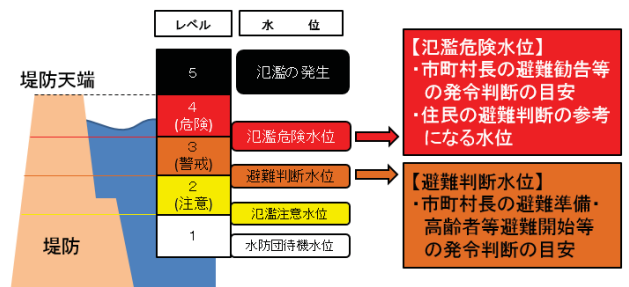 レベル
水 位
堤防天端
5
氾濫の発生
4
(危険)
氾濫危険水位
3
(警戒)
避難判断水位
2
(注意)
氾濫注意水位
1
水防団待機水位
堤防
【氾濫危険水位】
・市町村長の避難勧告等
の発令判断の目安
・住民の避難判断の参考
になる水位
【避難判断水位】
・市町村長の避難準備・
高齢者等避難開始等
の発令判断の目安